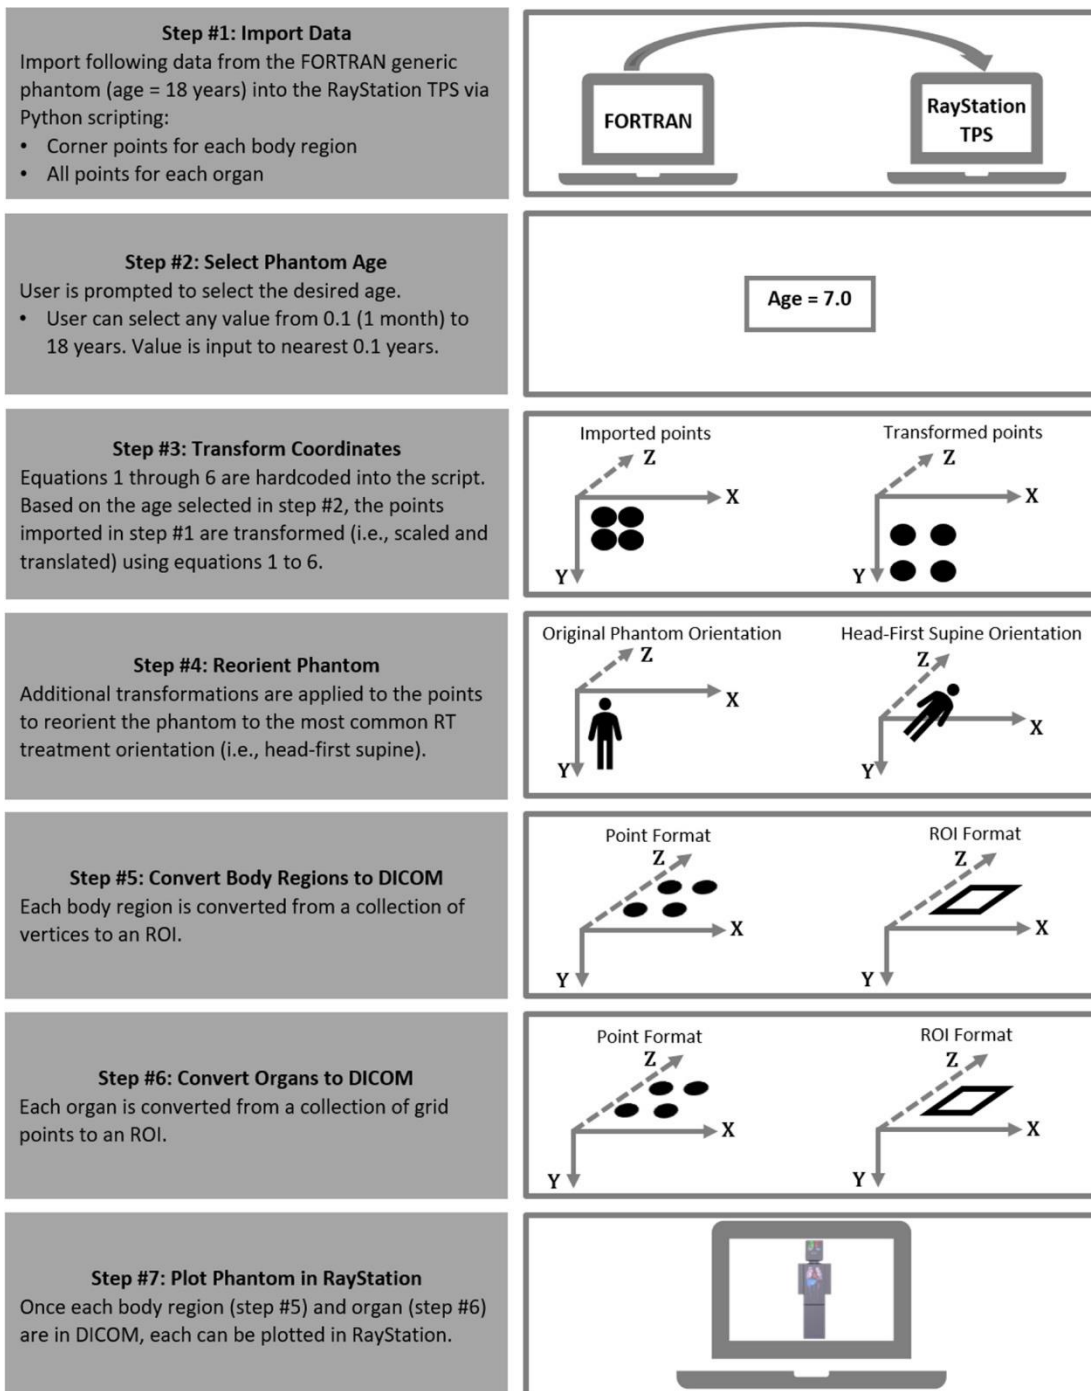 Step #1: Import Data
Import following data from the FORTRAN generic
phantom (age = 18 years) into the RayStation TPS via
Python scripting:
• Corner points for each body region
• All points for each organ
FORTRAN
RayStation
TPS
Step #2: Select Phantom Age
User is prompted to select the desired age.
• User can select any value from 0.1 (1 month) to
18 years. Value is input to nearest 0.1 years.
Age = 7.0
Step #3: Transform Coordinates
Equations 1 through 6 are hardcoded into the script.
Based on the age selected in step #2, the points
imported in step #1 are transformed (i.e., scaled and
translated) using equations 1 to 6.
Imported points
Z
X
Y
Transformed points
Z
X
Y
Step #4: Reorient Phantom
Additional transformations are applied to the points
to reorient the phantom to the most common RT
treatment orientation (i.e., head-first supine).
Original Phantom Orientation
Z
X
Y
Head-First Supine Orientation
Z
X
Y
Step #5: Convert Body Regions to DICOM
Each body region is converted from a collection of
vertices to an ROI.
Point Format
Z
X
Y
ROI Format
Z
X
Y
Step #6: Convert Organs to DICOM
Each organ is converted from a collection of grid
points to an ROI.
Point Format
Z
X
Y
ROI Format
Z
X
Y
Step #7: Plot Phantom in RayStation
Once each body region (step #5) and organ (step #6)
are in DICOM, each can be plotted in RayStation.